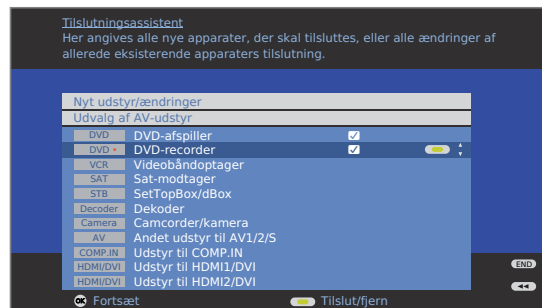 Tilslutningsassistent
Her angives alle nye apparater, der skal tilsluttes, eller alle ændringer af
allerede eksisterende apparaters tilslutning.
Nyt udstyr/ændringer
Udvalg af AV-udstyr
DVD DVD-afspiller
DVD DVD-recorder
VCR Videobåndoptager
SAT Sat-modtager
STB SetTopBox/dBox
Decoder Dekoder
Camera Camcorder/kamera
AV Andet udstyr til AV1/2/S
COMP.IN Udstyr til COMP.IN
HDMI/DVI Udstyr til HDMI1/DVI
HDMI/DVI Udstyr til HDMI2/DVI
END
OK Fortsæt Tilslut/fjern